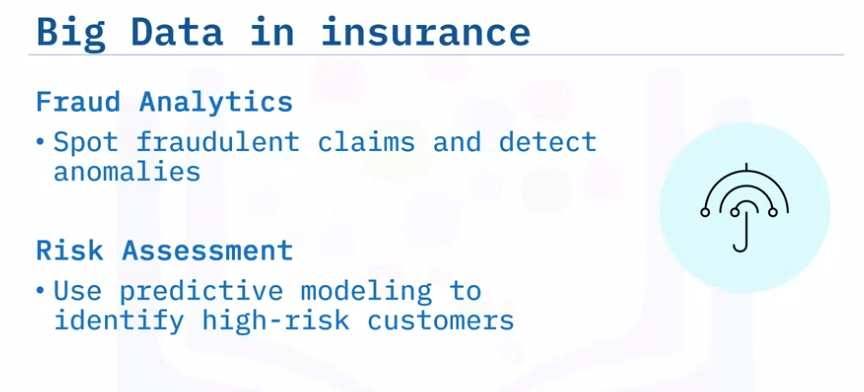 Big Data in insurance
Fraud Analytics
• Spot fraudulent claims and detect
anomalies
Risk Assessment
• Use predictive modeling to
identify high-risk customers